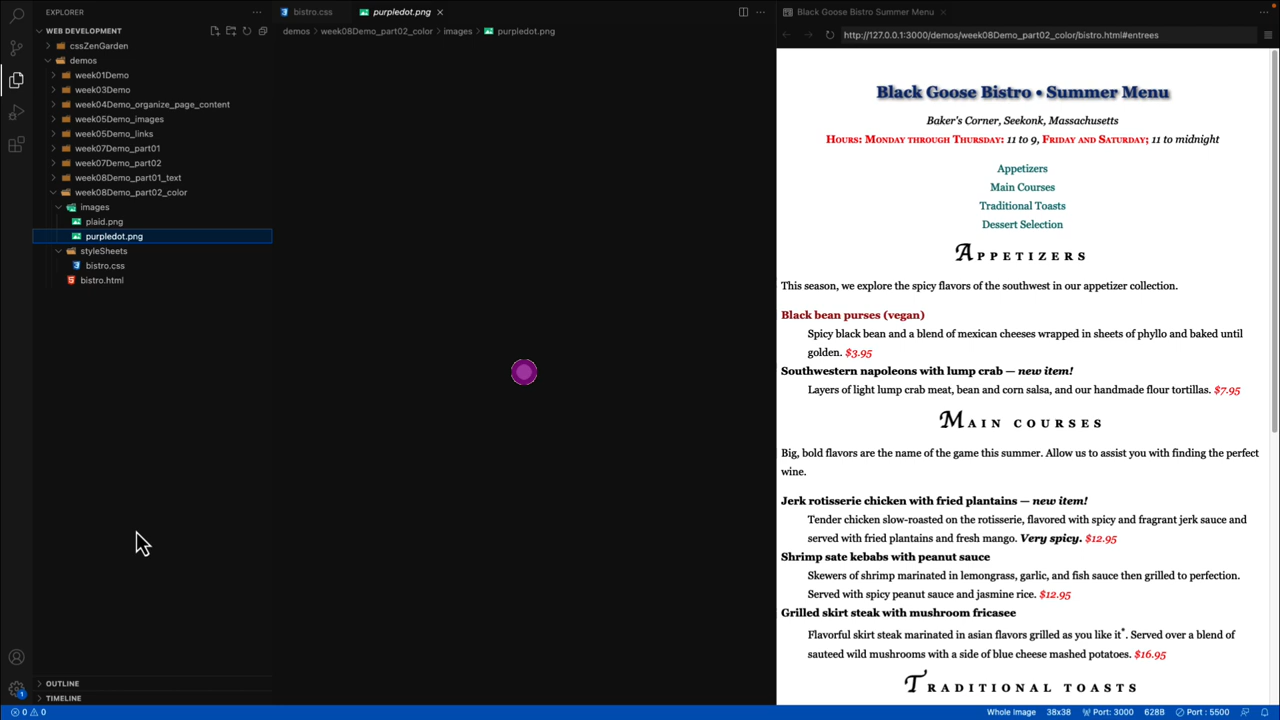 EXPLORER
WEB DEVELOPMENT
cssZenGarden
demos
week01Demo
week03Demo
week04Demo_organize_page_content
week05Demo_images
week05Demo_links
week07Demo_part01
week07Demo_part02
week08Demo_part01_text
week08Demo_part02_color
images
plaid.png
purpledot.png
styleSheets
bistro.css
bistro.html
OUTLINE
TIMELINE
bistro.css
purpledot.png
demos > week08Demo_part02_color > images > purpledot.png
Black Goose Bistro Summer Menu
http://127.0.0.1:3000/demos/week08Demo_part02_color/bistro.html#entrees
Black Goose Bistro • Summer Menu
Baker's Corner, Seekonk, Massachusetts
Hours: Monday through Thursday: 11 to 9, Friday and Saturday; 11 to midnight
Appetizers
Main Courses
Traditional Toasts
Dessert Selection
Appetizers
This season, we explore the spicy flavors of the southwest in our appetizer collection.
Black bean purses (vegan)
Spicy black bean and a blend of mexican cheeses wrapped in sheets of phyllo and baked until
golden. $3.95
Southwestern napoleons with lump crab — new item!
Layers of light lump crab meat, bean and corn salsa, and our handmade flour tortillas. $7.95
Main courses
Big, bold flavors are the name of the game this summer. Allow us to assist you with finding the perfect
wine.
Jerk rotisserie chicken with fried plantains — new item!
Tender chicken slow-roasted on the rotisserie, flavored with spicy and fragrant jerk sauce and
served with fried plantains and fresh mango. Very spicy. $12.95
Shrimp sate kebabs with peanut sauce
Skewers of shrimp marinated in lemongrass, garlic, and fish sauce then grilled to perfection.
Served with spicy peanut sauce and jasmine rice. $12.95
Grilled skirt steak with mushroom fricasee
Flavorful skirt steak marinated in asian flavors grilled as you like it*. Served over a blend of
sauteed wild mushrooms with a side of blue cheese mashed potatoes. $16.95
Traditional toasts
1
0 0 Whole Image 38x38 Port: 3000 628B Port : 5500